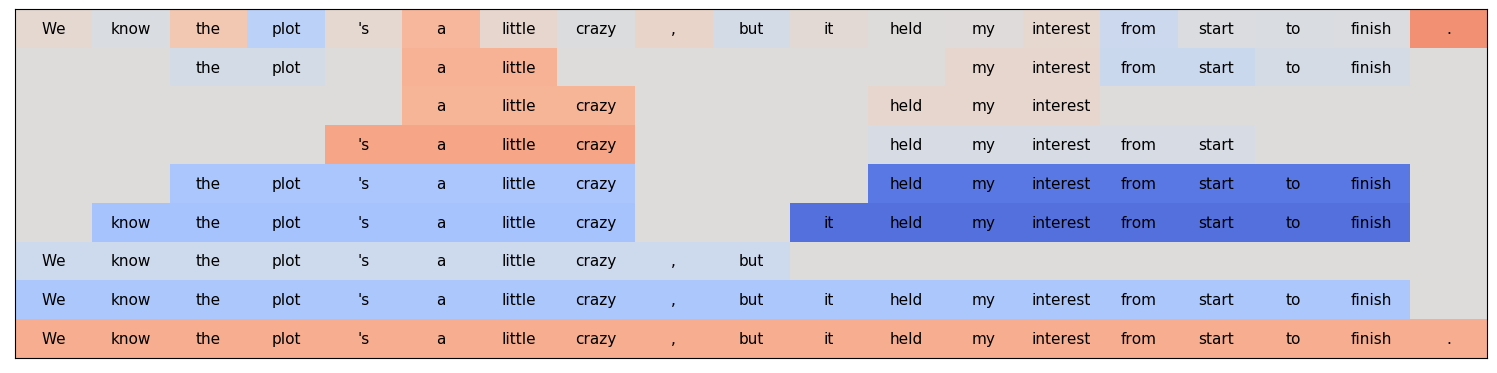 We know the plot 's a little crazy , but it held my interest from start to finish .
the plot a little my interest from start to finish
a little crazy held my interest
's a little crazy held my interest from start
the plot 's a little crazy held my interest from start to finish
know the plot 's a little crazy it held my interest from start to finish
We know the plot 's a little crazy , but
We know the plot 's a little crazy , but it held my interest from start to finish
We know the plot 's a little crazy , but it held my interest from start to finish .